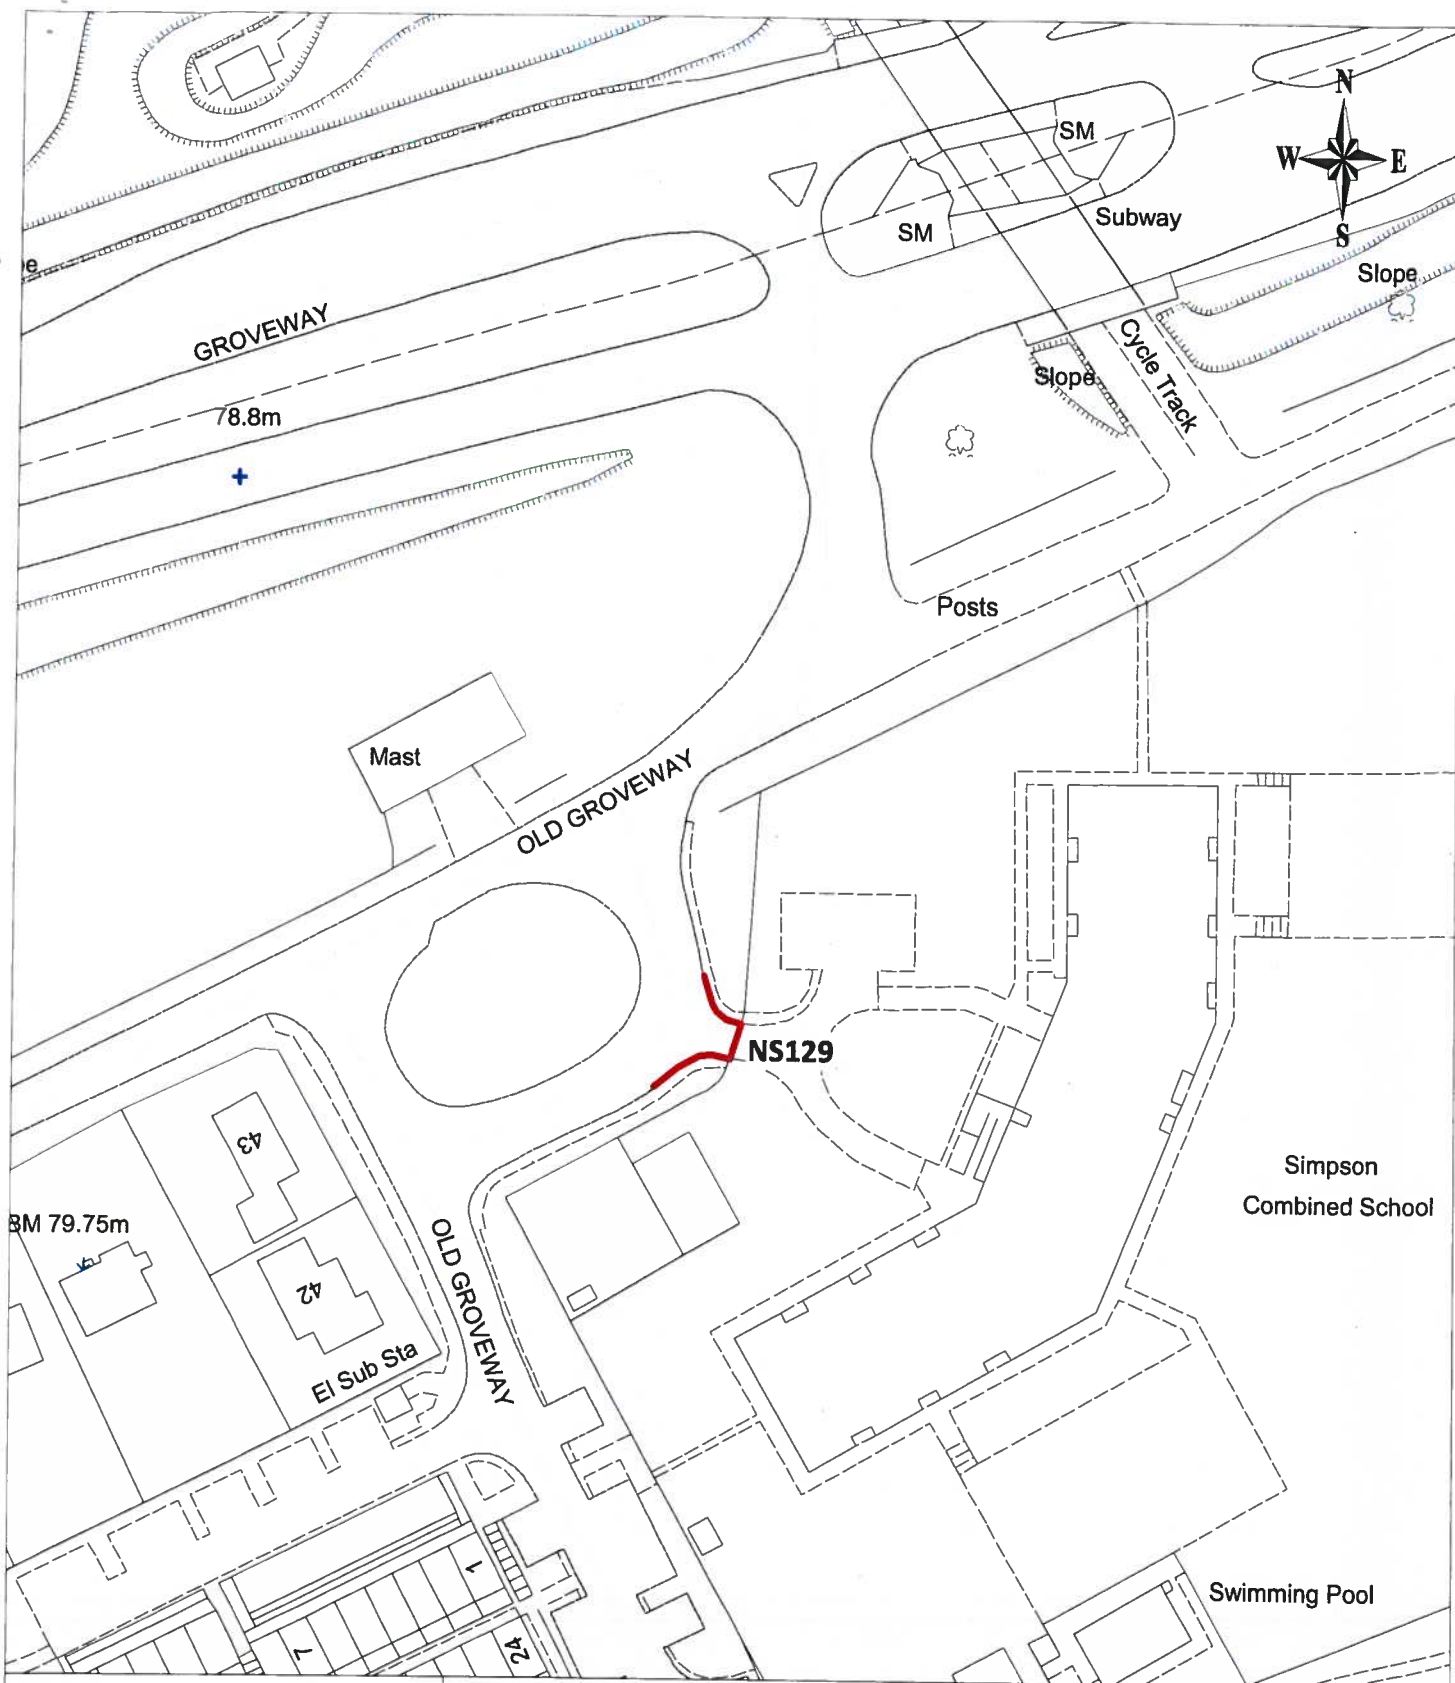 N
W E
S
SM
SM
Subway
Slope
GROVEWAY
Cycle Track
Slope
78.8m
Posts
Mast
OLD GROVEWAY
NS129
43
BM 79.75m
42
OLD GROVEWAY
El Sub Sta
Simpson
Combined School
1
7
24
Swimming Pool